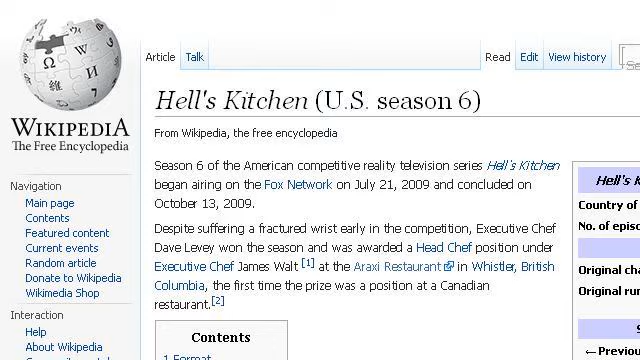 WIKIPEDIA
The Free Encyclopedia
Navigation
Main page
Contents
Featured content
Current events
Random article
Donate to Wikipedia
Wikimedia Shop
Interaction
Help
About Wikipedia
Article Talk Read Edit View history
Hell's Kitchen (U.S. season 6)
From Wikipedia, the free encyclopedia
Season 6 of the American competitive reality television series Hell's Kitchen
began airing on the Fox Network on July 21, 2009 and concluded on
October 13, 2009.
Despite suffering a fractured wrist early in the competition, Executive Chef
Dave Levey won the season and was awarded a Head Chef position under
Executive Chef James Walt [1] at the Araxi Restaurant in Whistler, British
Columbia, the first time the prize was a position at a Canadian
restaurant.[2]
Contents
1 Format
Hell's K
Country of
No. of episo
Original cha
Original run
←Previou